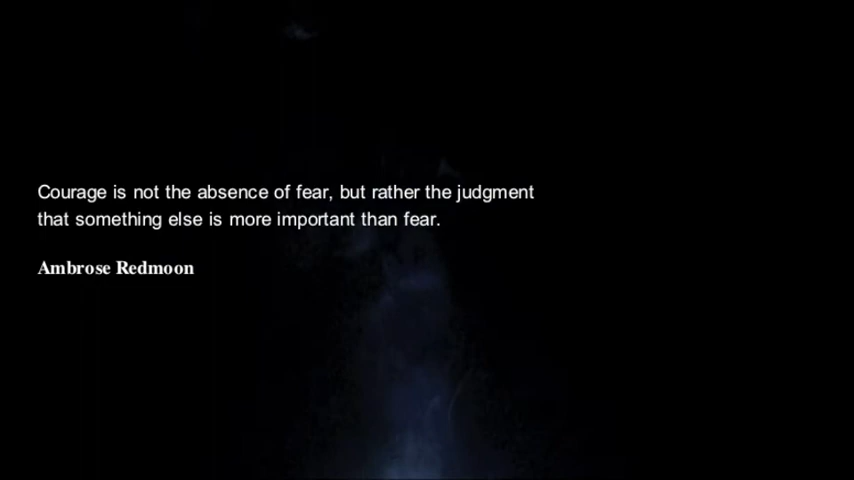 Courage is not the absence of fear, but rather the judgment
that something else is more important than fear.
Ambrose Redmoon